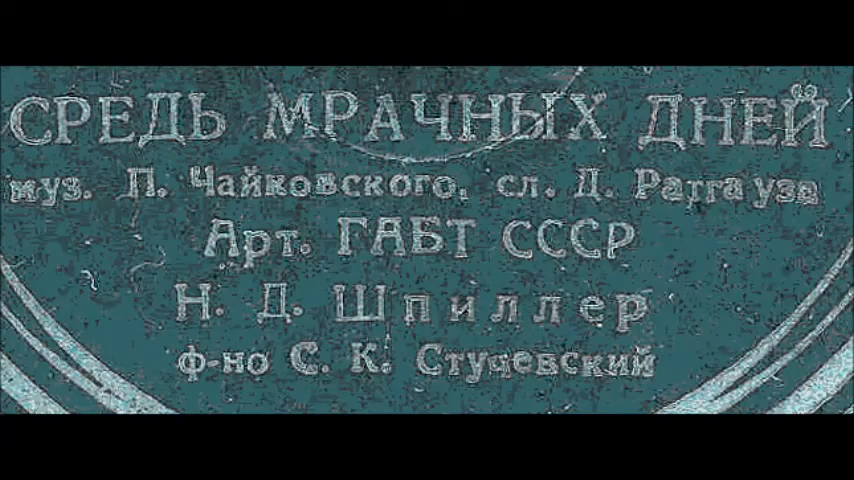 СРЕДЬ МРАЧНЫХ ДНЕЙ
муз. П. Чайковского, сл. Д. Ратгауза
Арт. ГАБТ СССР
Н. Д. Шпиллер
ф-но С. К. Стучевский